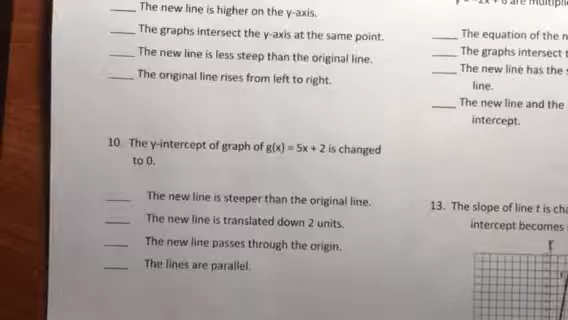 The new line is higher on the y-axis.
The graphs intersect the y-axis at the same point.
The new line is less steep than the original line.
The original line rises from left to right.
10. The y-intercept of graph of g(x) = 5x + 2 is changed
to 0.
The new line is steeper than the original line.
The new line is translated down 2 units.
The new line passes through the origin.
The lines are parallel.
The equation of the
The graphs intersect
The new line has the
line.
The new line and the
intercept.
13. The slope of line t is
intercept becomes